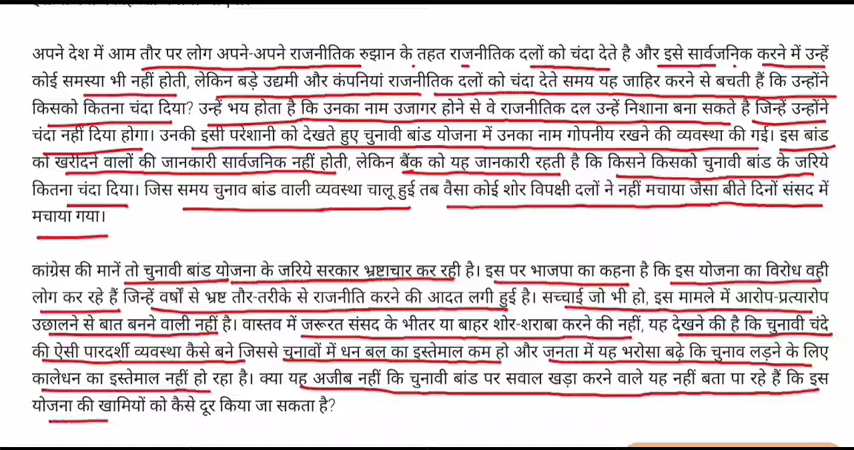 अपने देश में आम तौर पर लोग अपने-अपने राजनीतिक रुझान के तहत राजनीतिक दलों को चंदा देते है और इसे सार्वजनिक करने में उन्हें
कोई समस्या भी नहीं होती, लेकिन बड़े उद्यमी और कंपनियां राजनीतिक दलों को चंदा देते समय यह जाहिर करने से बचती हैं कि उन्होंने
किसको कितना चंदा दिया? उन्हें भय होता है कि उनका नाम उजागर होने से वे राजनीतिक दल उन्हें निशाना बना सकते है जिन्हें उन्होंने
चंदा नहीं दिया होगा। उनकी इसी परेशानी को देखते हुए चुनावी बांड योजना में उनका नाम गोपनीय रखने की व्यवस्था की गई। इस बांड
को खरीदने वालों की जानकारी सार्वजनिक नहीं होती, लेकिन बैंक को यह जानकारी रहती है कि किसने किसको चुनावी बांड के जरिये
कितना चंदा दिया। जिस समय चुनाव बांड वाली व्यवस्था चालू हुई तब वैसा कोई शोर विपक्षी दलों ने नहीं मचाया जैसा बीते दिनों संसद में
मचाया गया।
कांग्रेस की मानें तो चुनावी बांड योजना के जरिये सरकार भ्रष्टाचार कर रही है। इस पर भाजपा का कहना है कि इस योजना का विरोध वही
लोग कर रहे हैं जिन्हें वर्षों से भ्रष्ट तौर-तरीके से राजनीति करने की आदत लगी हुई है। सच्चाई जो भी हो, इस मामले में आरोप-प्रत्यारोप
उछालने से बात बनने वाली नहीं है। वास्तव में जरूरत संसद के भीतर या बाहर शोर-शराबा करने की नहीं, यह देखने की है कि चुनावी चंदे
की ऐसी पारदर्शी व्यवस्था कैसे बने जिससे चुनावों में धन बल का इस्तेमाल कम हो और जनता में यह भरोसा बढ़े कि चुनाव लड़ने के लिए
कालेधन का इस्तेमाल नहीं हो रहा है। क्या यह अजीब नहीं कि चुनावी बांड पर सवाल खड़ा करने वाले यह नहीं बता पा रहे हैं कि इस
योजना की खामियों को कैसे दूर किया जा सकता है?